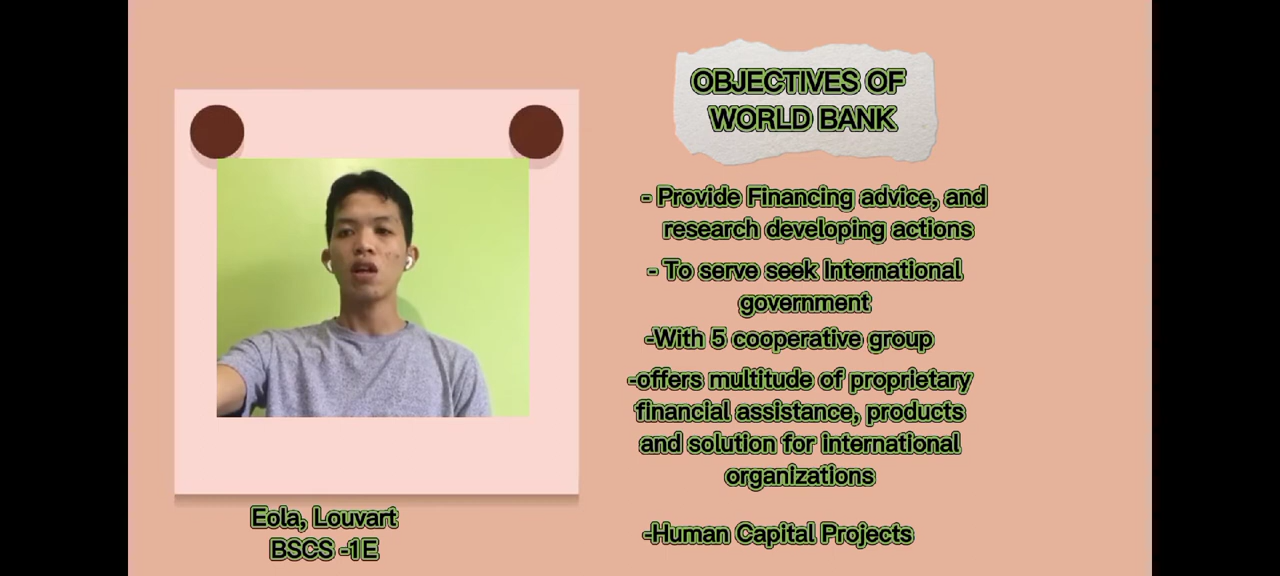 OBJECTIVES OF
WORLD BANK
- Provide Financing advice, and
research developing actions
- To serve seek International
government
-With 5 cooperative group
-offers multitude of proprietary
financial assistance, products
and solution for international
organizations
-Human Capital Projects
Eola, Louvart
BSCS -1E